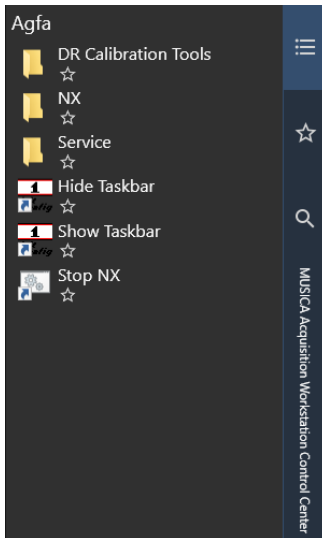 Agfa
DR Calibration Tools
NX
Service
Hide Taskbar
Show Taskbar
Stop NX
MUSICA Acquisition Workstation Control Center